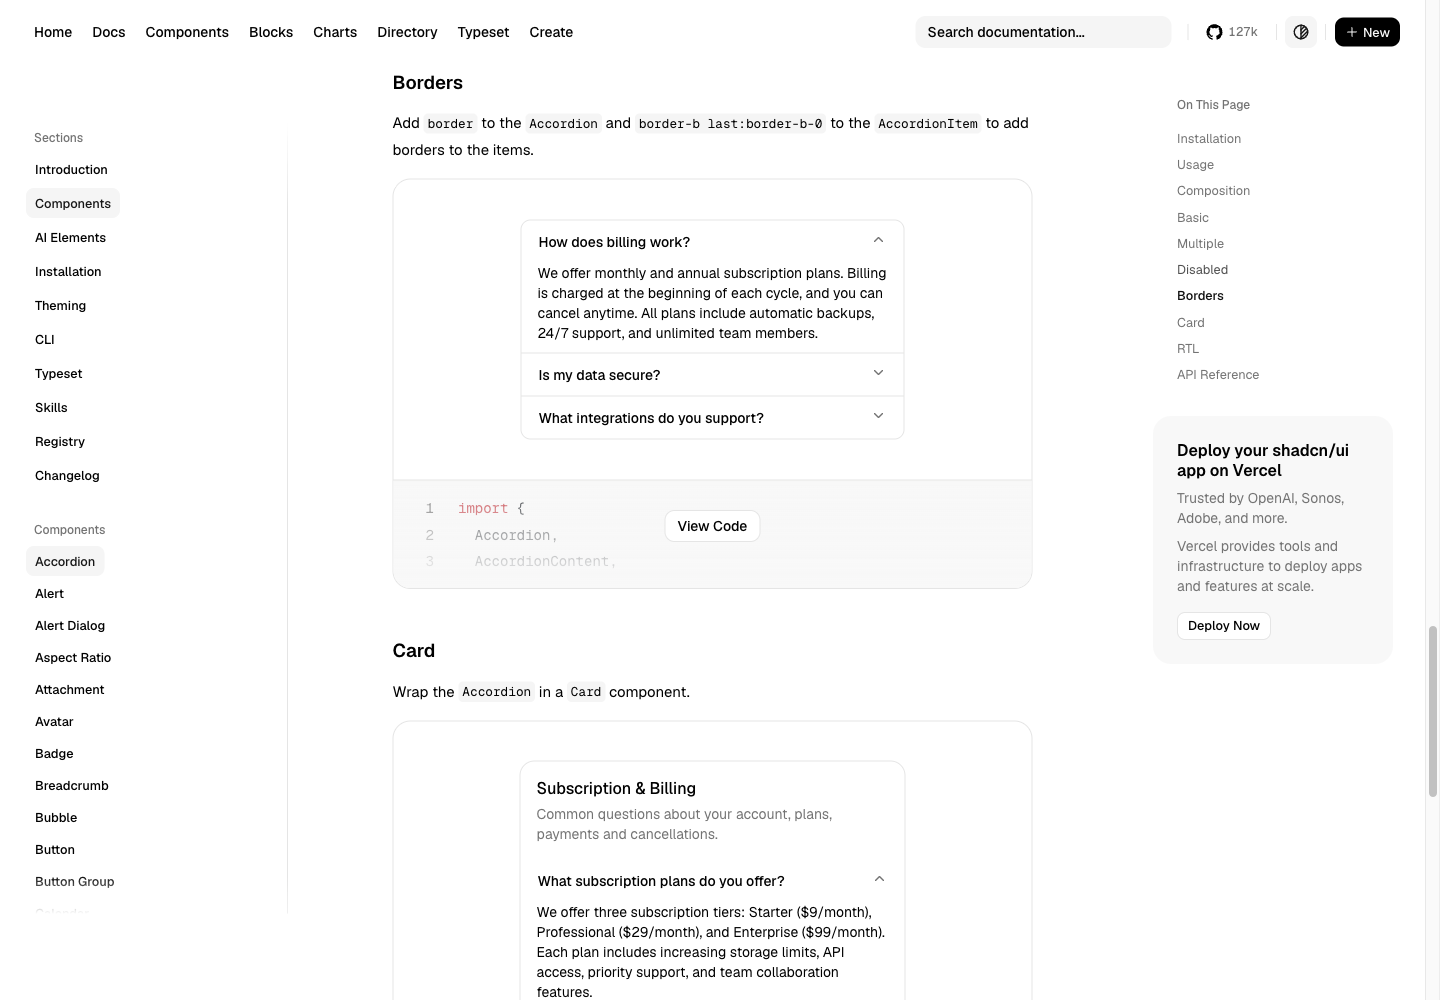 Home Docs Components Blocks Charts Directory Typeset Create
Search documentation...
127k
New
Sections
Introduction
Components
AI Elements
Installation
Theming
CLI
Typeset
Skills
Registry
Changelog
Components
Accordion
Alert
Alert Dialog
Aspect Ratio
Attachment
Avatar
Badge
Breadcrumb
Bubble
Button
Button Group
Calendar
Borders
Add border to the Accordion and border-b last:border-b-0 to the AccordionItem to add
borders to the items.
How does billing work?
We offer monthly and annual subscription plans. Billing
is charged at the beginning of each cycle, and you can
cancel anytime. All plans include automatic backups,
24/7 support, and unlimited team members.
Is my data secure?
What integrations do you support?
1 import {
2 Accordion,
3 AccordionContent,
View Code
Card
Wrap the Accordion in a Card component.
Subscription & Billing
Common questions about your account, plans,
payments and cancellations.
What subscription plans do you offer?
We offer three subscription tiers: Starter ($9/month),
Professional ($29/month), and Enterprise ($99/month).
Each plan includes increasing storage limits, API
access, priority support, and team collaboration
features.
On This Page
Installation
Usage
Composition
Basic
Multiple
Disabled
Borders
Card
RTL
API Reference
Deploy your shadcn/ui
app on Vercel
Trusted by OpenAI, Sonos,
Adobe, and more.
Vercel provides tools and
infrastructure to deploy apps
and features at scale.
Deploy Now